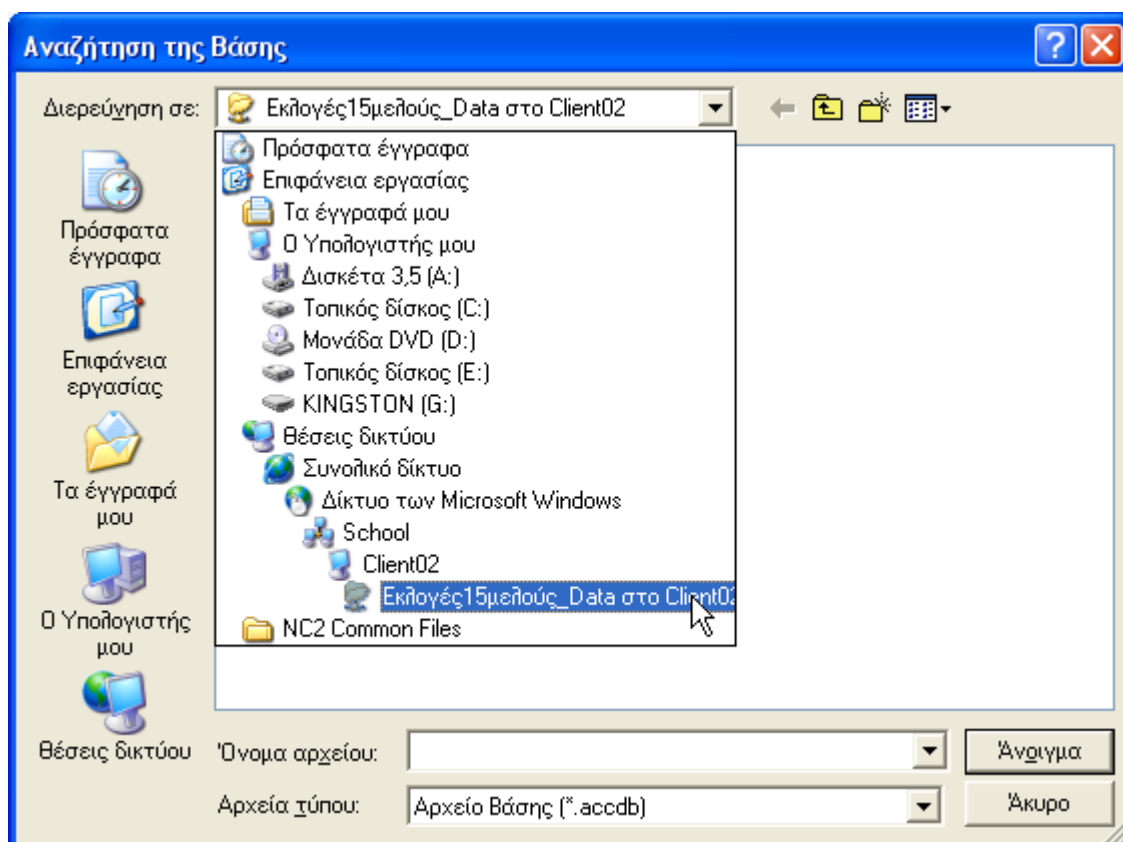 Αναζήτηση της Βάσης
Διερεύνηση σε:
Εκλογές15μελούς_Data στο Client02
Πρόσφατα έγγραφα
Επιφάνεια εργασίας
Τα έγγραφά μου
Ο Υπολογιστής μου
Δισκέτα 3,5 (A:)
Τοπικός δίσκος (C:)
Μονάδα DVD (D:)
Τοπικός δίσκος (E:)
KINGSTON (G:)
Θέσεις δικτύου
Συνολικό δίκτυο
Δίκτυο των Microsoft Windows
School
Client02
Εκλογές15μελούς_Data στο Client02
NC2 Common Files
Πρόσφατα
έγγραφα
Επιφάνεια
εργασίας
Τα έγγραφά
μου
Ο Υπολογιστής
μου
Θέσεις δικτύου
Όνομα αρχείου:
Άνοιγμα
Αρχεία τύπου:
Αρχείο Βάσης (*.accdb)
Άκυρο